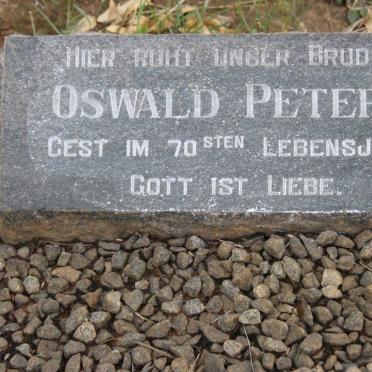 HIER RUHT UNSER BRUD
OSWALD PETER
GEST IM 70STEN LEBENSJ
GOTT IST LIEBE.